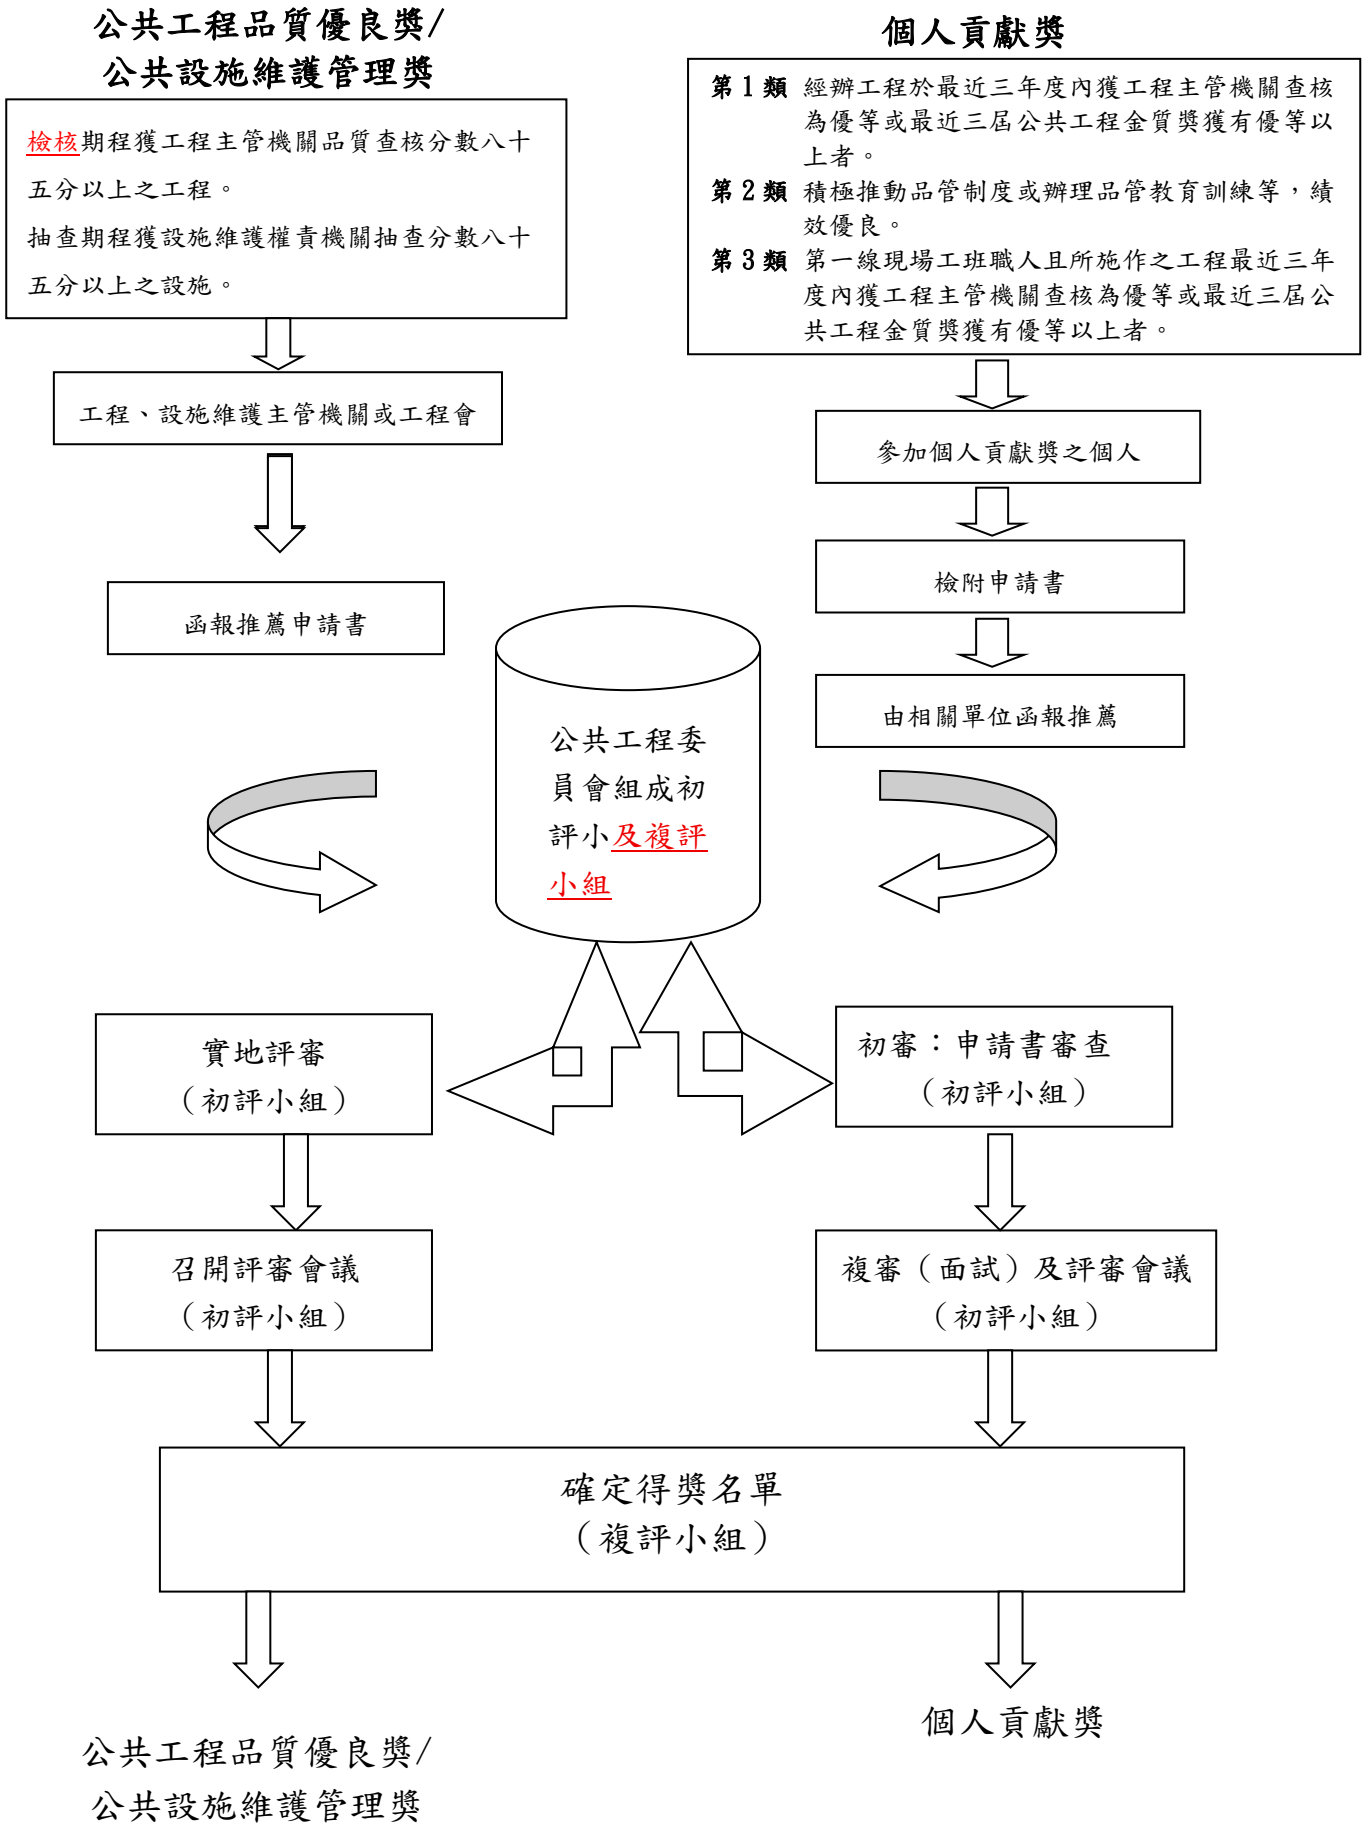 公共工程品質優良獎/
公共設施維護管理獎
檢核期程獲工程主管機關品質查核分數八十
五分以上之工程。
抽查期程獲設施維護權責機關抽查分數八十
五分以上之設施。
工程、設施維護主管機關或工程會
函報推薦申請書
個人貢獻獎
第1類 經辦工程於最近三年度內獲工程主管機關查核
為優等或最近三屆公共工程金質獎獲有優等以
上者。
第2類 積極推動品管制度或辦理品管教育訓練等，績
效優良。
第3類 第一線現場工班職人且所施作之工程最近三年
度內獲工程主管機關查核為優等或最近三屆公
共工程金質獎獲有優等以上者。
參加個人貢獻獎之個人
檢附申請書
由相關單位函報推薦
公共工程委
員會組成初
評小及複評
小組
實地評審
（初評小組）
召開評審會議
（初評小組）
初審：申請書審查
（初評小組）
複審（面試）及評審會議
（初評小組）
確定得獎名單
（複評小組）
公共工程品質優良獎/
公共設施維護管理獎
個人貢獻獎